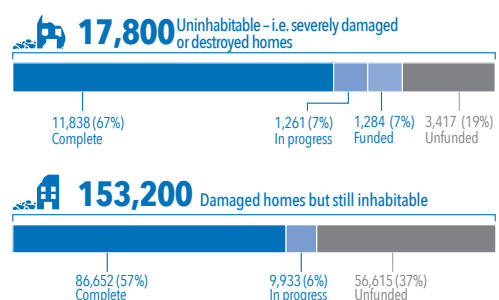 17,800 Uninhabitable – i.e. severely damaged
or destroyed homes
11,838 (67%) 1,261 (7%) 1,284 (7%) 3,417 (19%)
Complete In progress Funded Unfunded
153,200 Damaged homes but still inhabitable
86,652 (57%) 9,933 (6%) 56,615 (37%)
Complete In progress Unfunded